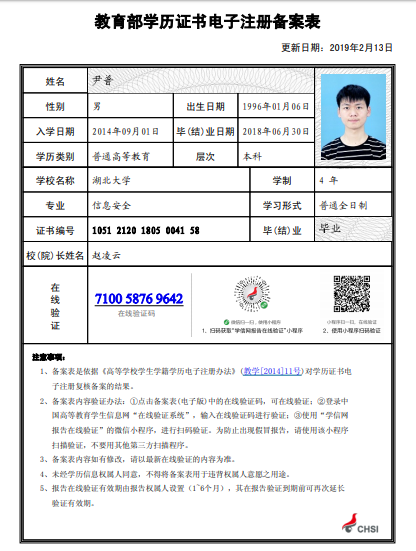 教育部学历证书电子注册备案表
更新日期：2019年2月13日
姓名 尹普
性别 男 出生日期 1996年01月06日
入学日期 2014年09月01日 毕(结)业日期 2018年06月30日
学历类别 普通高等教育 层次 本科
学校名称 湖北大学 学制 4 年
专业 信息安全 学习形式 普通全日制
证书编号 1051 2120 1805 0041 58 毕(结)业 毕业
校(院)长姓名 赵凌云
在线验证
7100 5876 9642
在线验证码
微信扫一扫，使用小程序
1、扫码获取“学信网报告在线验证”小程序
小程序扫一扫，在线验证
2、使用小程序扫码验证
注意事项：
1、备案表是依据《高等学校学生学籍学历电子注册办法》(教学[2014]11号)对学历证书电
子注册复核备案的结果。
2、备案表内容验证办法：①点击备案表(电子版)中的在线验证码，可在线验证；②登录中
国高等教育学生信息网“在线验证系统”，输入在线验证码进行验证；③使用“学信网
报告在线验证”的微信小程序，进行扫码验证。为防止出现假冒报告，请使用该小程序
扫描验证，不要用其他第三方扫描程序。
3、备案表内容如有修改，请以最新在线验证的内容为准。
4、未经学历信息权属人同意，不得将备案表用于违背权属人意愿之用途。
5、报告在线验证有效期由报告权属人设置（1~6个月），其在报告验证到期前可再次延长
验证有效期。
CHSI